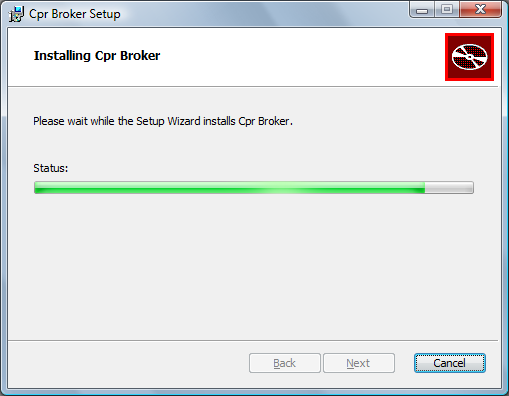 Cpr Broker Setup
Installing Cpr Broker
Please wait while the Setup Wizard installs Cpr Broker.
Status:
Back
Next
Cancel